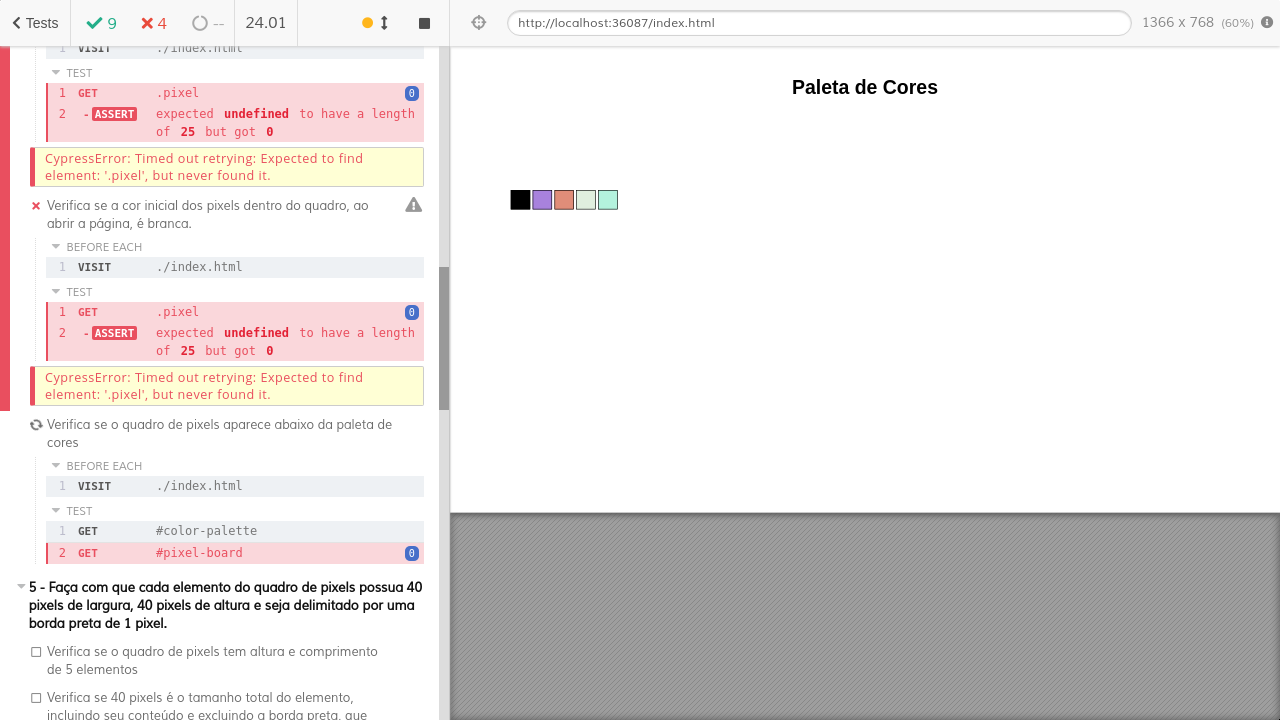 Tests
9
4
--
24.01
http://localhost:36087/index.html
1366 x 768 (60%)
1 VISIT ./index.html
TEST
1 GET .pixel 0
2 -ASSERT expected undefined to have a length
of 25 but got 0
CypressError: Timed out retrying: Expected to find
element: '.pixel', but never found it.
Verifica se a cor inicial dos pixels dentro do quadro, ao
abrir a página, é branca.
BEFORE EACH
1 VISIT ./index.html
TEST
1 GET .pixel 0
2 -ASSERT expected undefined to have a length
of 25 but got 0
CypressError: Timed out retrying: Expected to find
element: '.pixel', but never found it.
Verifica se o quadro de pixels aparece abaixo da paleta de
cores
BEFORE EACH
1 VISIT ./index.html
TEST
1 GET #color-palette
2 GET #pixel-board 0
5 - Faça com que cada elemento do quadro de pixels possua 40
pixels de largura, 40 pixels de altura e seja delimitado por uma
borda preta de 1 pixel.
Verifica se o quadro de pixels tem altura e comprimento
de 5 elementos
Verifica se 40 pixels é o tamanho total do elemento,
incluindo seu conteúdo e excluindo a borda preta, que
Paleta de Cores